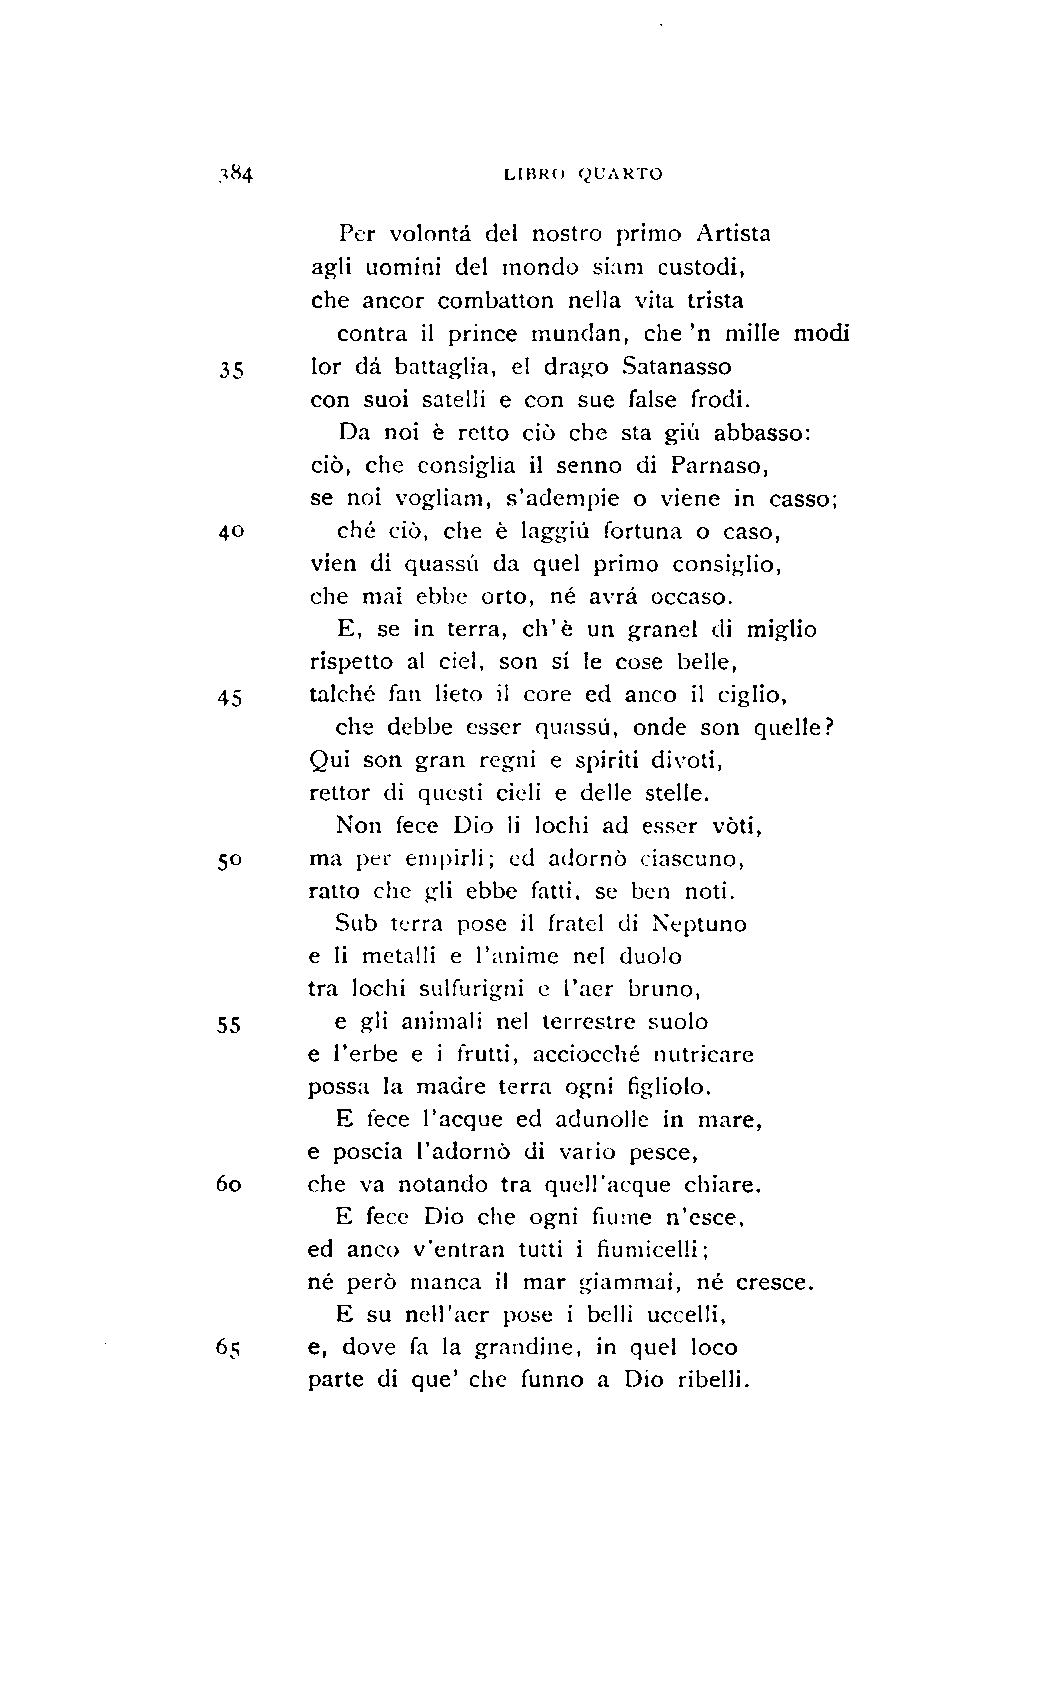 384 LIBRO QUARTO
Per volontá del nostro primo Artista
agli uomini del mondo siam custodi,
che ancor combatton nella vita trista
contra il prince mundan, che 'n mille modi
35 lor dá battaglia, el drago Satanasso
con suoi satelli e con sue false frodi.
Da noi è retto ciò che sta giú abbasso:
ciò, che consiglia il senno di Parnaso,
se noi vogliam, s'adempie o viene in casso;
40 ché ciò, che è laggiú fortuna o caso,
vien di quassú da quel primo consiglio,
che mai ebbe orto, né avrá occaso.
E, se in terra, ch'è un granel di miglio
rispetto al ciel, son sí le cose belle,
45 talché fan lieto il core ed anco il ciglio,
che debbe esser quassú, onde son quelle?
Qui son gran regni e spiriti divoti,
rettor di questi cieli e delle stelle.
Non fece Dio li lochi ad esser vòti,
50 ma per empirli; ed adornò ciascuno,
ratto che gli ebbe fatti, se ben noti.
Sub terra pose il fratel di Neptuno
e li metalli e l'anime nel duolo
tra lochi sulfurigni e l'aer bruno,
55 e gli animali nel terrestre suolo
e l'erbe e i frutti, acciocché nutricare
possa la madre terra ogni figliolo.
E fece l'acque ed adunolle in mare,
e poscia l'adornò di vario pesce,
60 che va notando tra quell'acque chiare.
E fece Dio che ogni fiume n'esce,
ed anco v'entran tutti i fiumicelli;
né però manca il mar giammai, né cresce.
E su nell'aer pose i belli uccelli,
65 e, dove fa la grandine, in quel loco
parte di que' che funno a Dio ribelli.